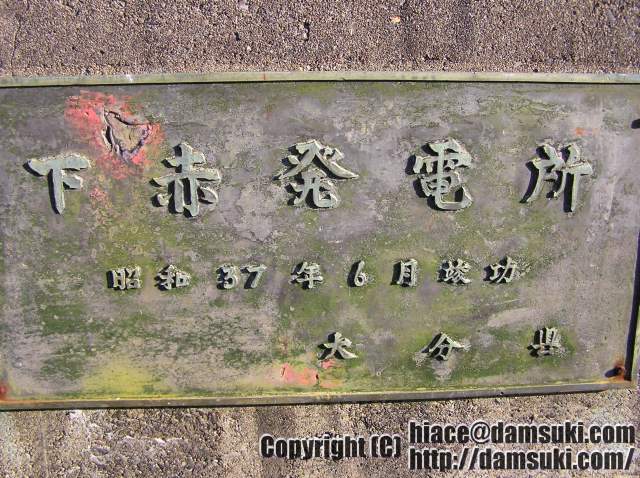 下赤発電所
昭和37年6月竣功
大分県
Copyright (C) hiace@damsuki.com
http://damsuki.com/